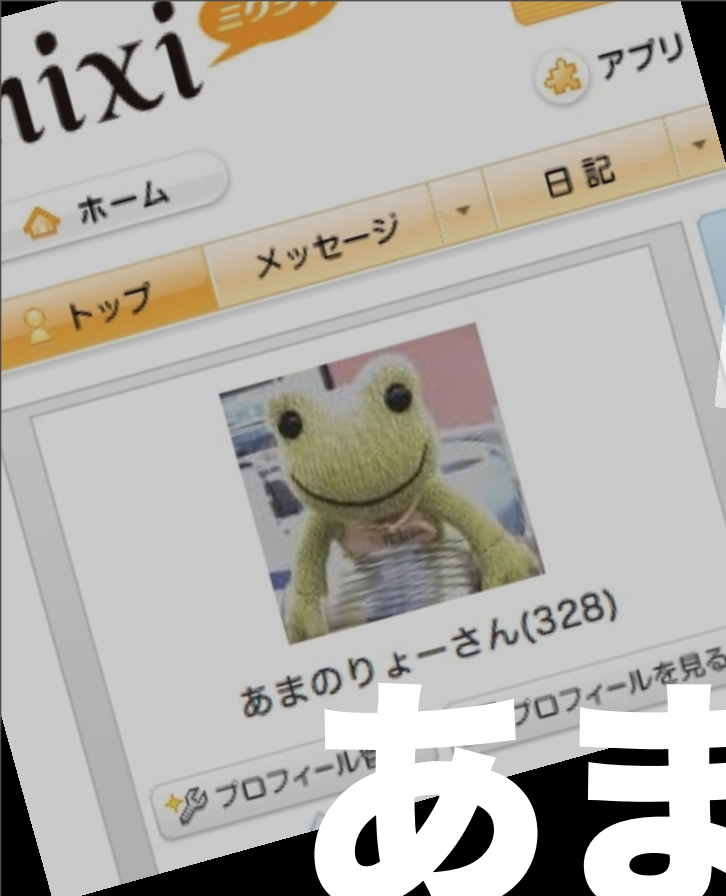 mixi
アプリ
ホーム
トップ
メッセージ
日記
あまのりょーさん(328)
プロフィールを見る
プロフィール
あま